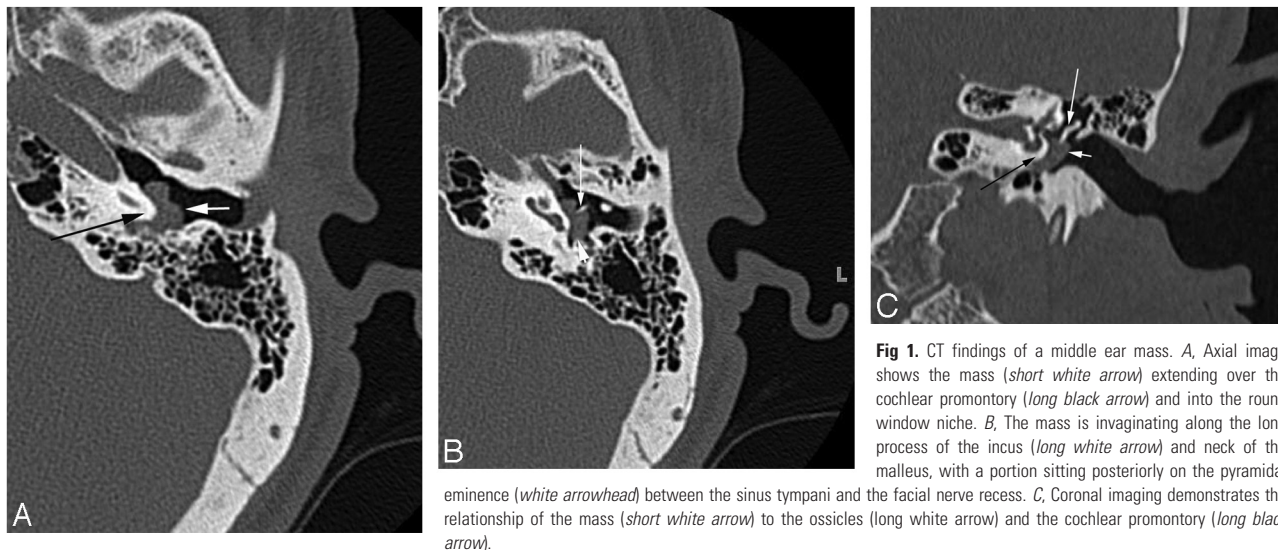 A
B
L
C
Fig 1. CT findings of a middle ear mass. A, Axial imag
shows the mass (short white arrow) extending over th
cochlear promontory (long black arrow) and into the roun
window niche. B, The mass is invaginating along the lon
process of the incus (long white arrow) and neck of th
malleus, with a portion sitting posteriorly on the pyramida
eminence (white arrowhead) between the sinus tympani and the facial nerve recess. C, Coronal imaging demonstrates th
relationship of the mass (short white arrow) to the ossicles (long white arrow) and the cochlear promontory (long blac
arrow).